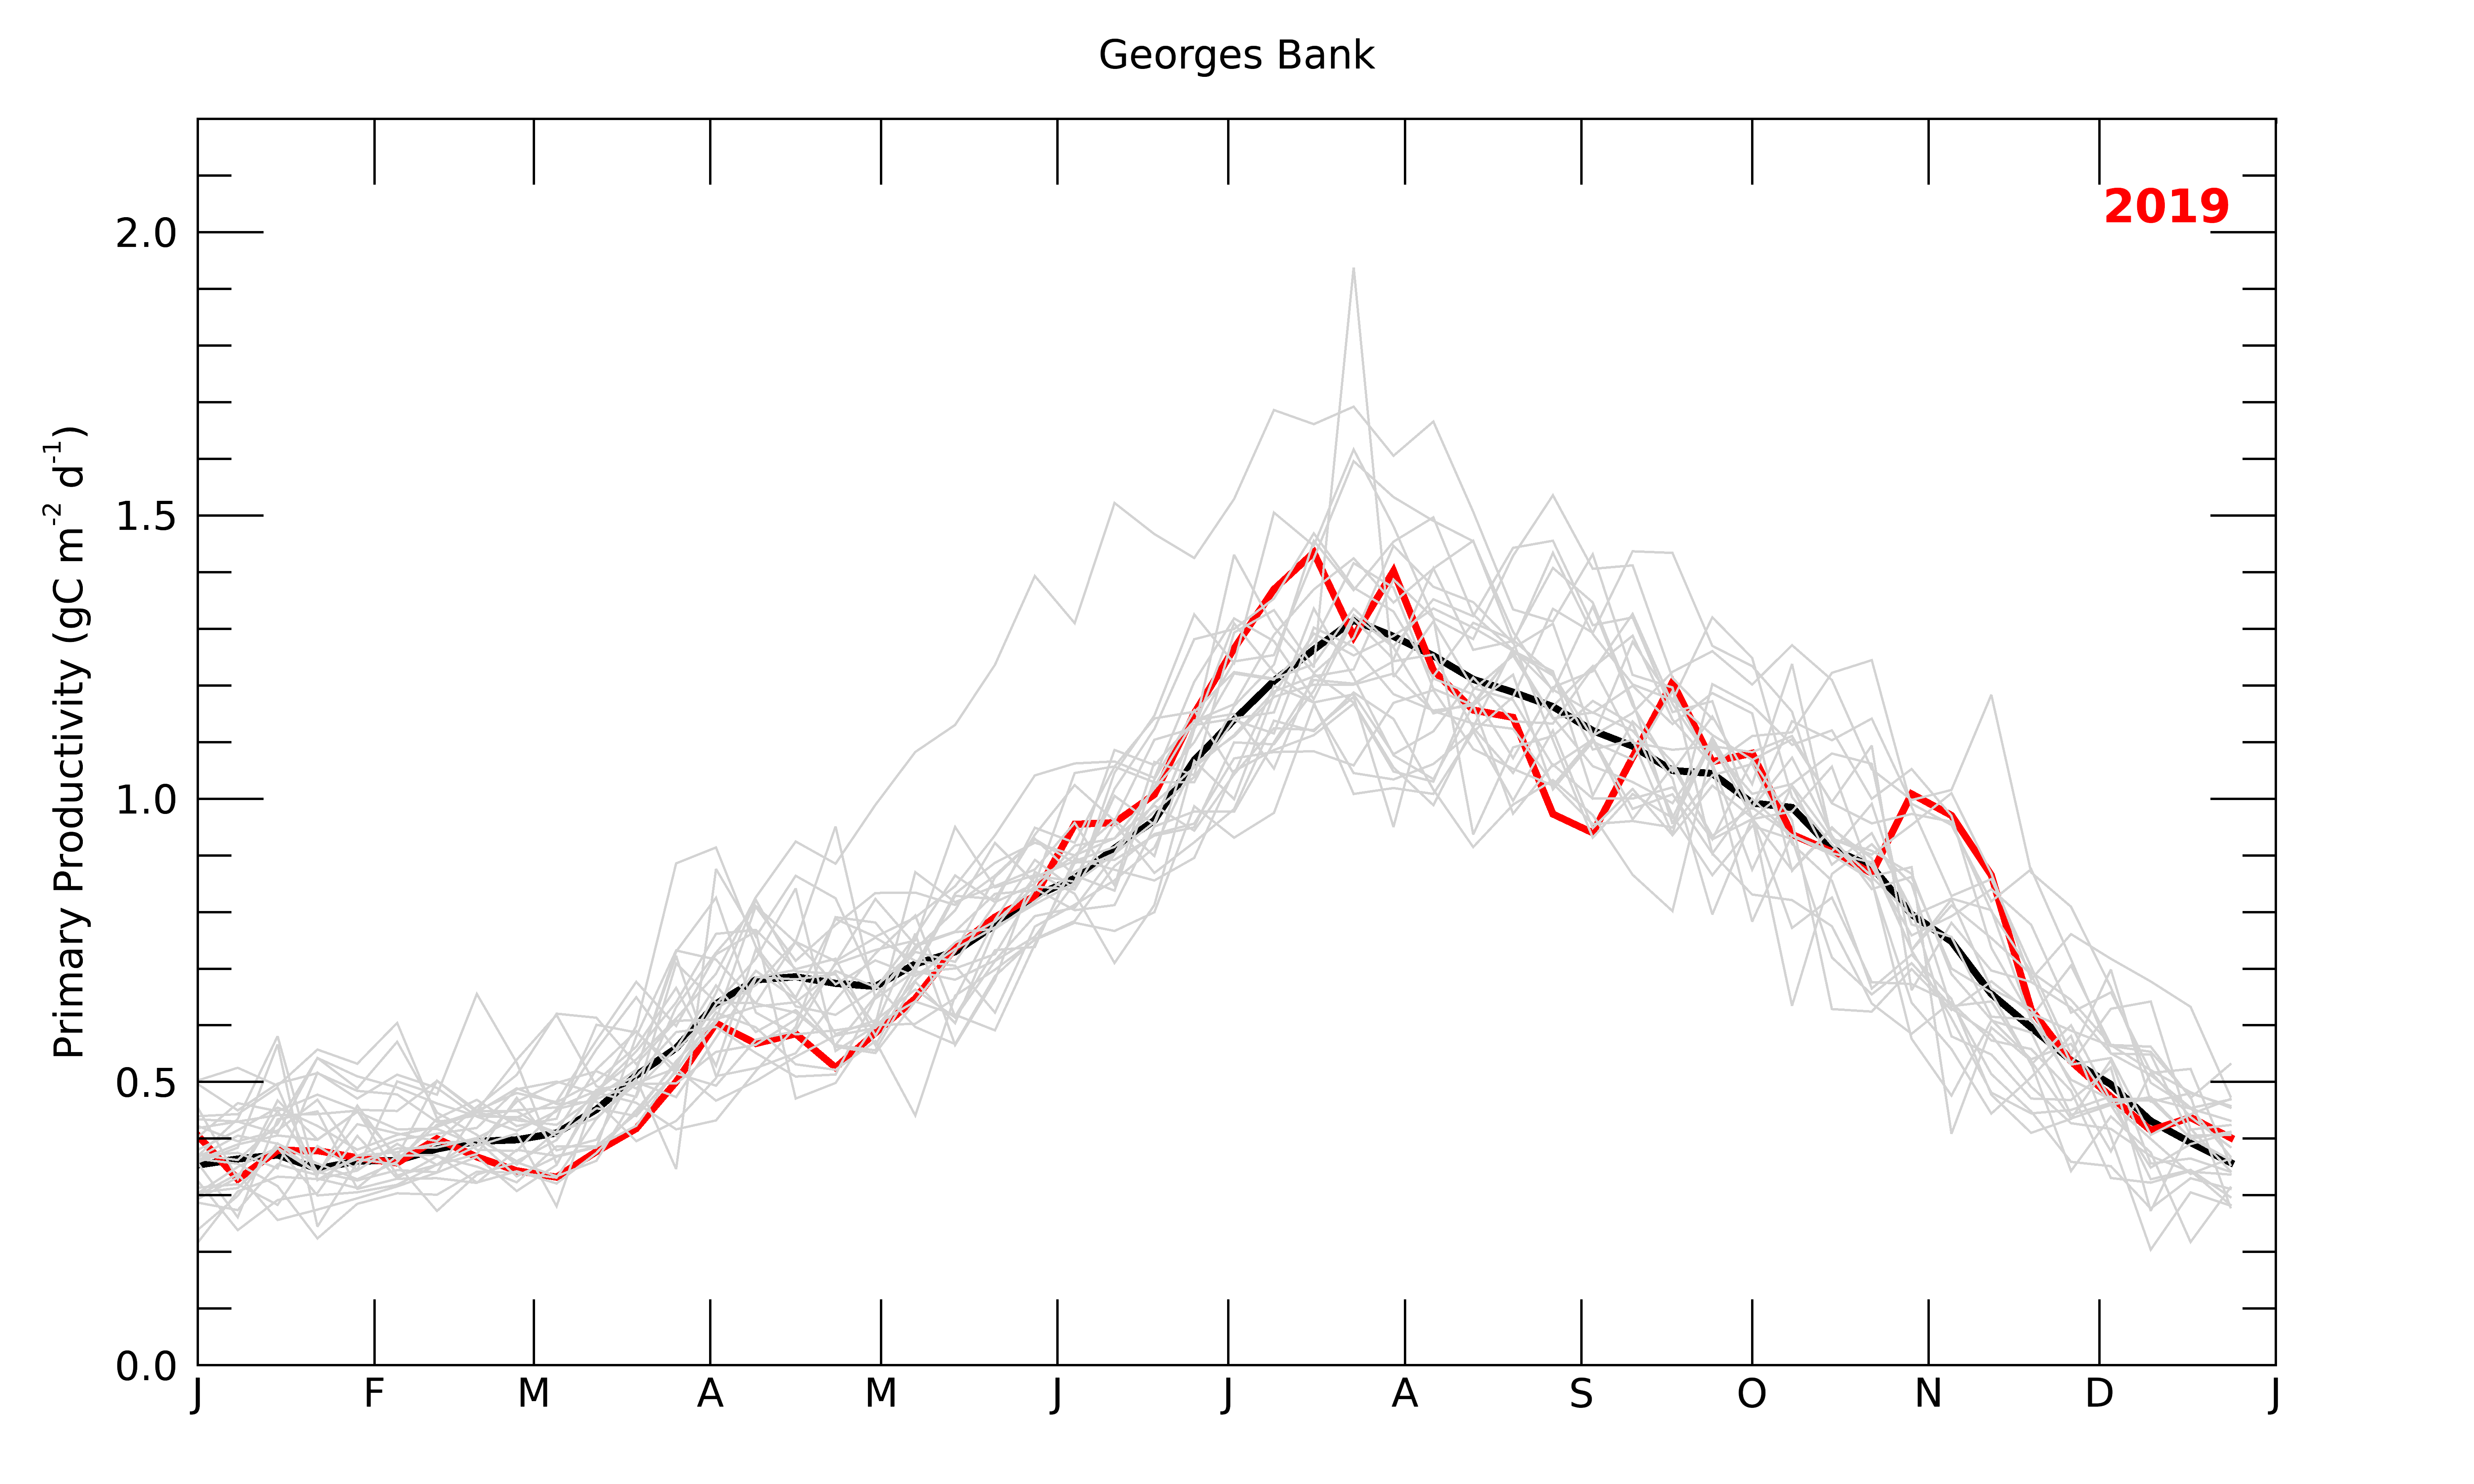 Georges Bank
2019
Primary Productivity (gC m⁻² d⁻¹)
2.0
1.5
1.0
0.5
0.0
J F M A M J J A S O N D J